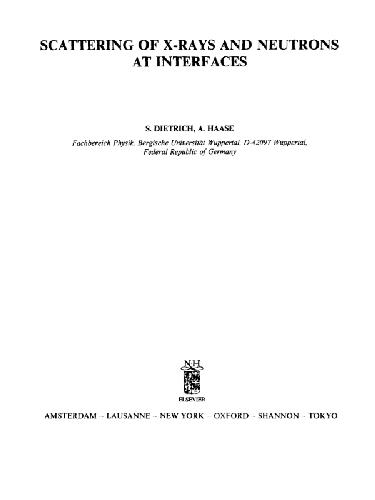 SCATTERING OF X-RAYS AND NEUTRONS
AT INTERFACES
S. DIETRICH, A. HAASE
Fachbereich Physik, Bergische Universität Wuppertal, D-42097 Wuppertal,
Federal Republic of Germany
N·H
ELSEVIER
AMSTERDAM – LAUSANNE – NEW YORK – OXFORD – SHANNON – TOKYO